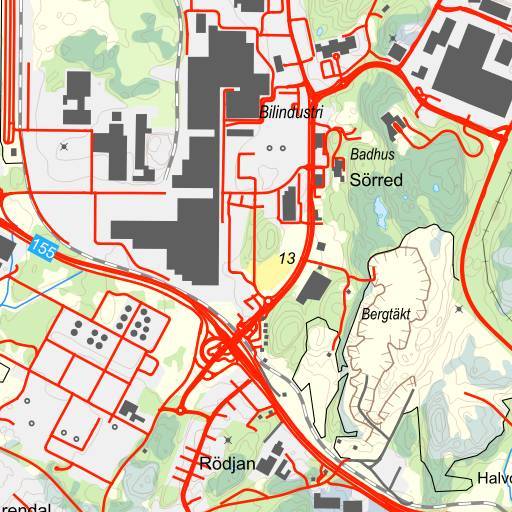 Bilindustri
Badhus
Sörred
155
13
Bergtäkt
Rödjan
Halvo
rendal